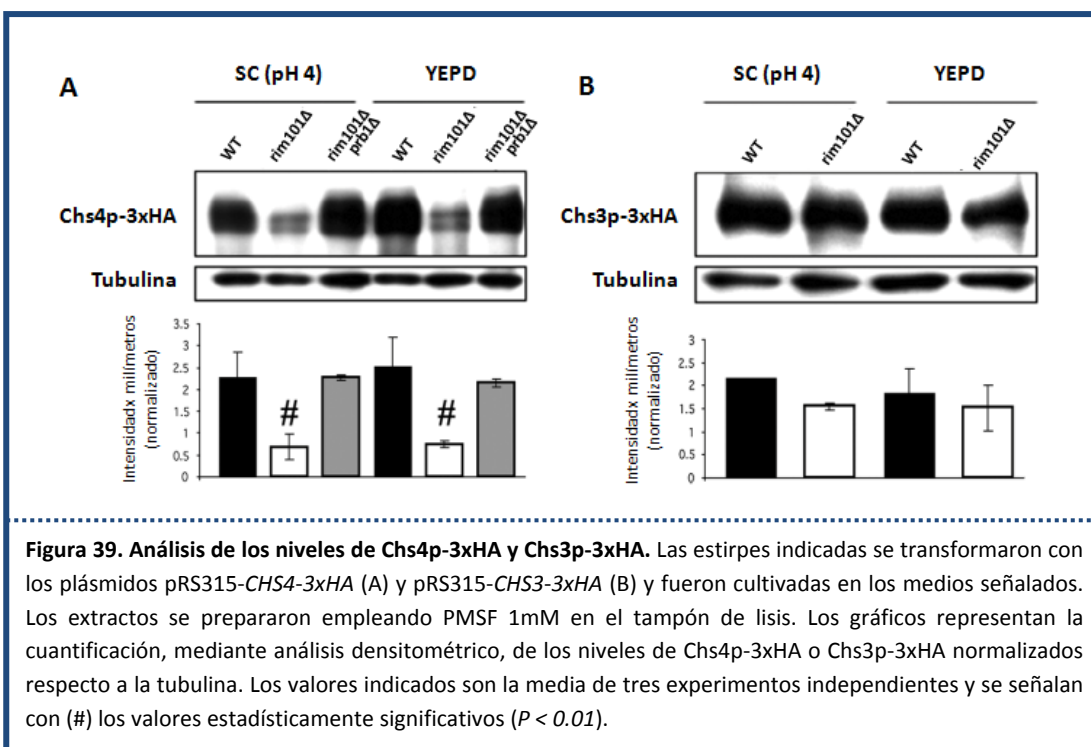 A
SC (pH 4)
YEPD
WT
rim101Δ
rim101Δ
prb1Δ
WT
rim101Δ
rim101Δ
prb1Δ
Chs4p-3xHA
Tubulina
Intensidadx milímetros
(normalizado)
3.5
3
2.5
2
1.5
1
0.5
0
#
#
B
SC (pH 4)
YEPD
WT
rim101Δ
WT
rim101Δ
Chs3p-3xHA
Tubulina
Intensidadx milímetros
(normalizado)
3
2.5
2
1.5
1
0.5
0
Figura 39. Análisis de los niveles de Chs4p-3xHA y Chs3p-3xHA. Las estirpes indicadas se transformaron con
los plásmidos pRS315-CHS4-3xHA (A) y pRS315-CHS3-3xHA (B) y fueron cultivadas en los medios señalados.
Los extractos se prepararon empleando PMSF 1mM en el tampón de lisis. Los gráficos representan la
cuantificación, mediante análisis densitométrico, de los niveles de Chs4p-3xHA o Chs3p-3xHA normalizados
respecto a la tubulina. Los valores indicados son la media de tres experimentos independientes y se señalan
con (#) los valores estadísticamente significativos (P < 0.01).